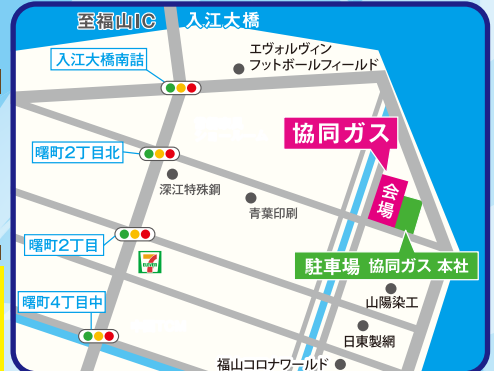 至福山IC
入江大橋
エヴォルヴィン
フットボールフィールド
入江大橋南詰
協同ガス
曙町2丁目北
会場
深江特殊鋼
青葉印刷
曙町2丁目
7
ELEVEn
駐車場 協同ガス 本社
曙町4丁目中
山陽染工
日東製網
福山コロナワールド